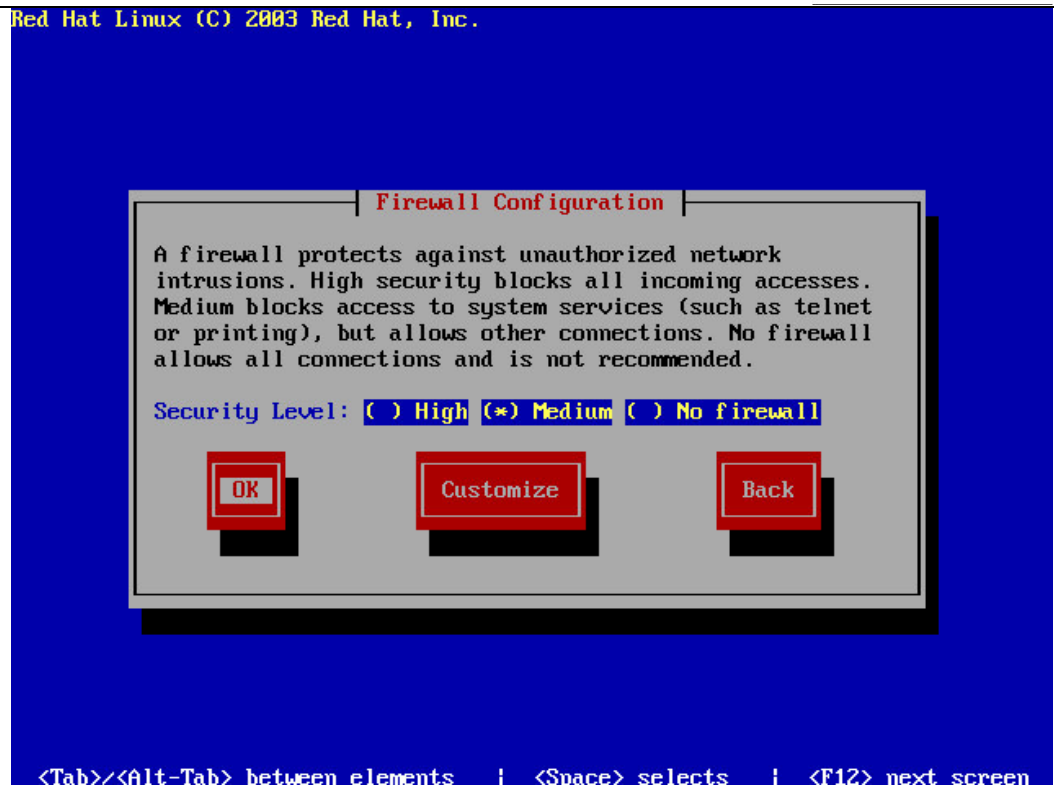 Red Hat Linux (C) 2003 Red Hat, Inc.
Firewall Configuration
A firewall protects against unauthorized network
intrusions. High security blocks all incoming accesses.
Medium blocks access to system services (such as telnet
or printing), but allows other connections. No firewall
allows all connections and is not recommended.
Security Level: ( ) High (*) Medium ( ) No firewall
OK Customize Back
<Tab>/<Alt-Tab> between elements | <Space> selects | <F12> next screen